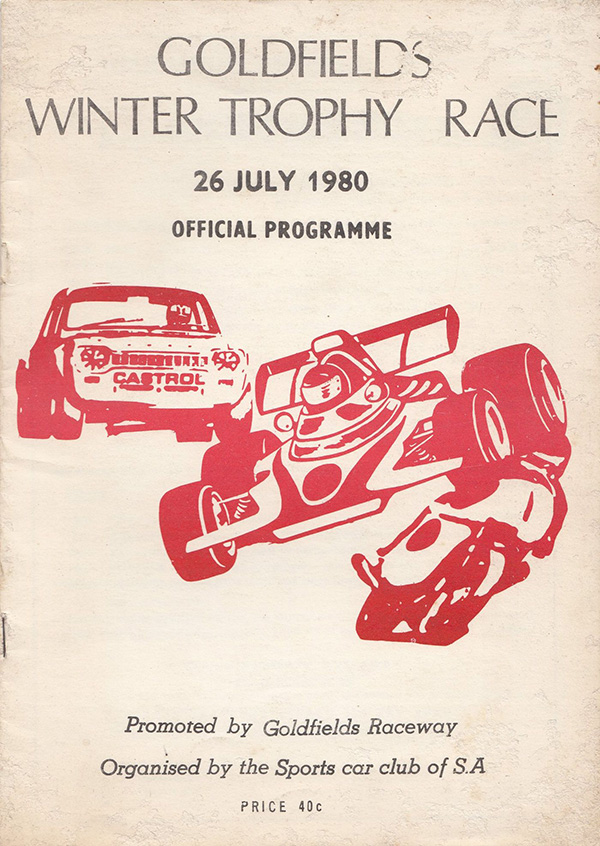 GOLDFIELDS
WINTER TROPHY RACE
26 JULY 1980
OFFICIAL PROGRAMME
CASTROL
Promoted by Goldfields Raceway
Organised by the Sports car club of S.A
PRICE 40c